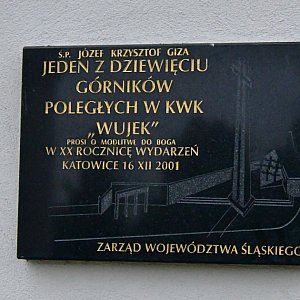 Ś.P. JÓZEF KRZYSZTOF GIZA
JEDEN Z DZIEWIĘCIU
GÓRNIKÓW
POLEGŁYCH W KWK
„WUJEK”
PROSI O MODLITWĘ DO BOGA
W XX ROCZNICĘ WYDARZEŃ
KATOWICE 16 XII 2001
ZARZĄD WOJEWÓDZTWA ŚLĄSKIEGO